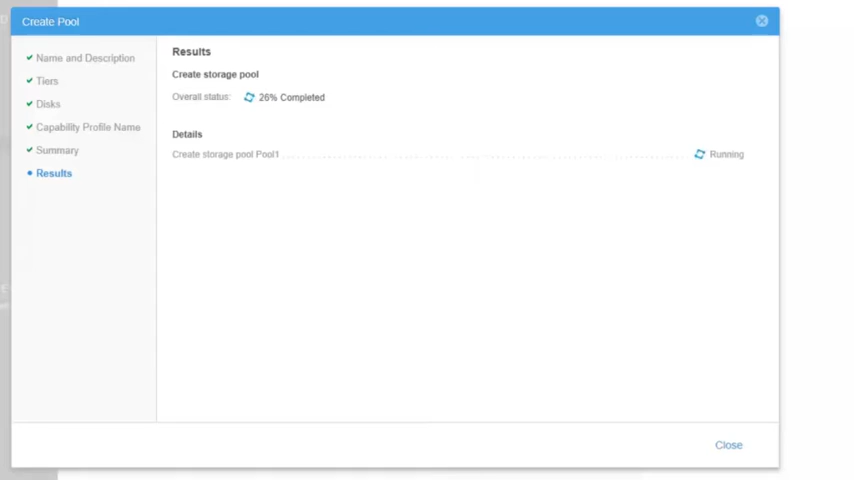 Create Pool
Name and Description
Tiers
Disks
Capability Profile Name
Summary
Results
Results
Create storage pool
Overall status: 26% Completed
Details
Create storage pool Pool1 Running
Close